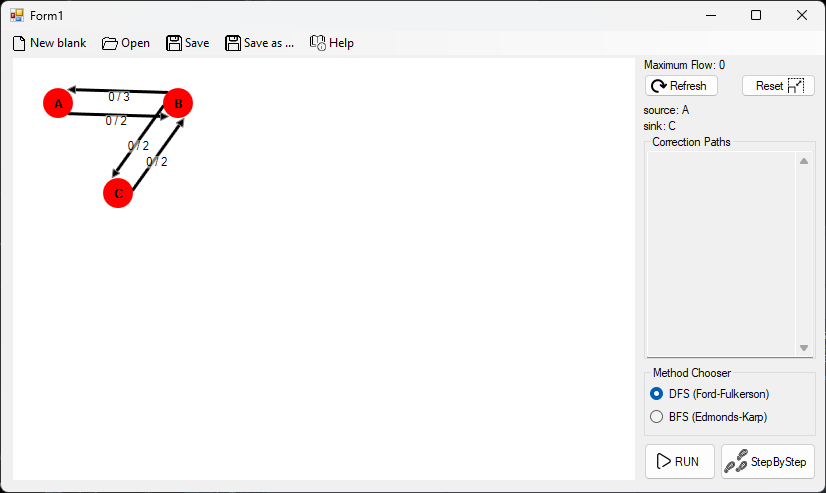 Form1
New blank Open Save Save as ... Help
Maximum Flow: 0
Refresh Reset
source: A
sink: C
Correction Paths
A 0 / 3 B
0 / 2
0 / 2
0 / 2
C
Method Chooser
DFS (Ford-Fulkerson)
BFS (Edmonds-Karp)
RUN StepByStep